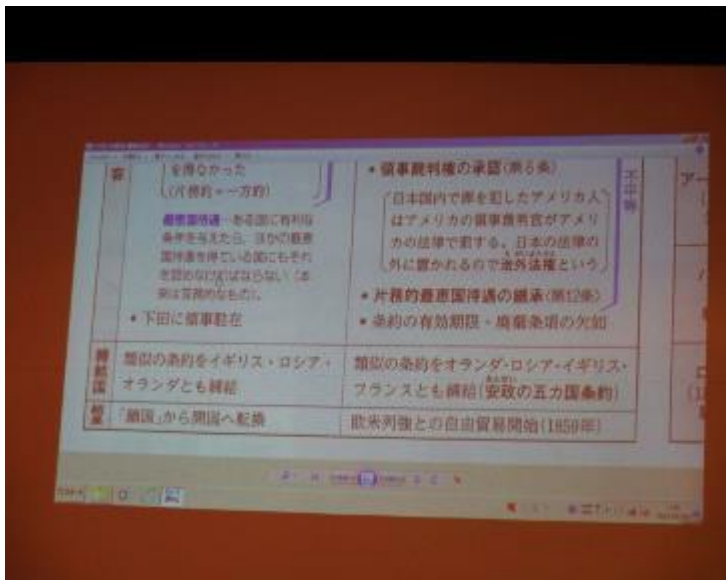 容
を得なかった
(片務的=一方的)
最恵国待遇…ある国に有利な
条件を与えたら、ほかの最恵
国待遇を得ている国にもそれ
を認めなければならない(本
来は双務的なもの)。
• 下田に領事駐在
• 領事裁判権の承認(第6条)
日本国内で罪を犯したアメリカ人
はアメリカの領事裁判官がアメリ
カの法律で罰する。日本の法律の
外に置かれるので治外法権という
• 片務的最恵国待遇の継承(第12条)
• 条約の有効期限・廃棄条項の欠如
不平等
締結国
類似の条約をイギリス・ロシア・
オランダとも締結
類似の条約をオランダ・ロシア・イギリス・
フランスとも締結(安政の五カ国条約)
結果
「鎖国」から開国へ転換
欧米列強との自由貿易開始(1859年)
ア